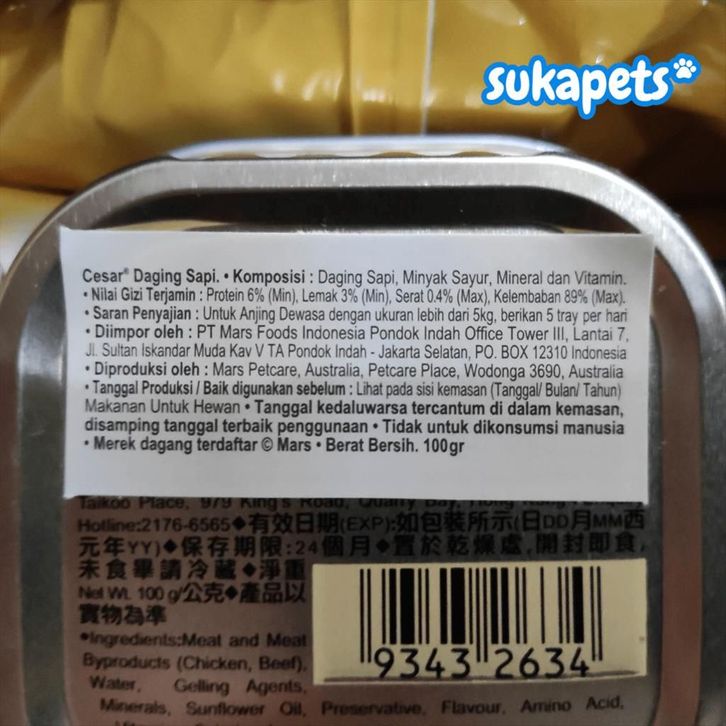 sukapets
Cesar® Daging Sapi. • Komposisi : Daging Sapi, Minyak Sayur, Mineral dan Vitamin.
• Nilai Gizi Terjamin : Protein 6% (Min), Lemak 3% (Min), Serat 0.4% (Max), Kelembaban 89% (Max).
• Saran Penyajian : Untuk Anjing Dewasa dengan ukuran lebih dari 5kg, berikan 5 tray per hari
• Diimpor oleh : PT Mars Foods Indonesia Pondok Indah Office Tower III, Lantai 7,
Jl. Sultan Iskandar Muda Kav V TA Pondok Indah - Jakarta Selatan, PO. BOX 12310 Indonesia
• Diproduksi oleh : Mars Petcare, Australia, Petcare Place, Wodonga 3690, Australia
• Tanggal Produksi / Baik digunakan sebelum : Lihat pada sisi kemasan (Tanggal/ Bulan/ Tahun)
Makanan Untuk Hewan • Tanggal kedaluwarsa tercantum di dalam kemasan,
disamping tanggal terbaik penggunaan • Tidak untuk dikonsumsi manusia
• Merek dagang terdaftar © Mars • Berat Bersih. 100gr
Taikoo Place, 979 King's Road, Quarry Bay, Hong Kong
Hotline:2176-6565◆有效日期(EXP):如包裝所示(日DD月MM西
元年YY)◆保存期限:24個月◆置於乾燥處,開封即食,
未食畢請冷藏◆淨重
Net Wt. 100 g/公克◆產品以
實物為準
◆Ingredients:Meat and Meat
Byproducts (Chicken, Beef),
Water, Gelling Agents,
Minerals, Sunflower Oil, Preservative, Flavour, Amino Acid,
9343 2634